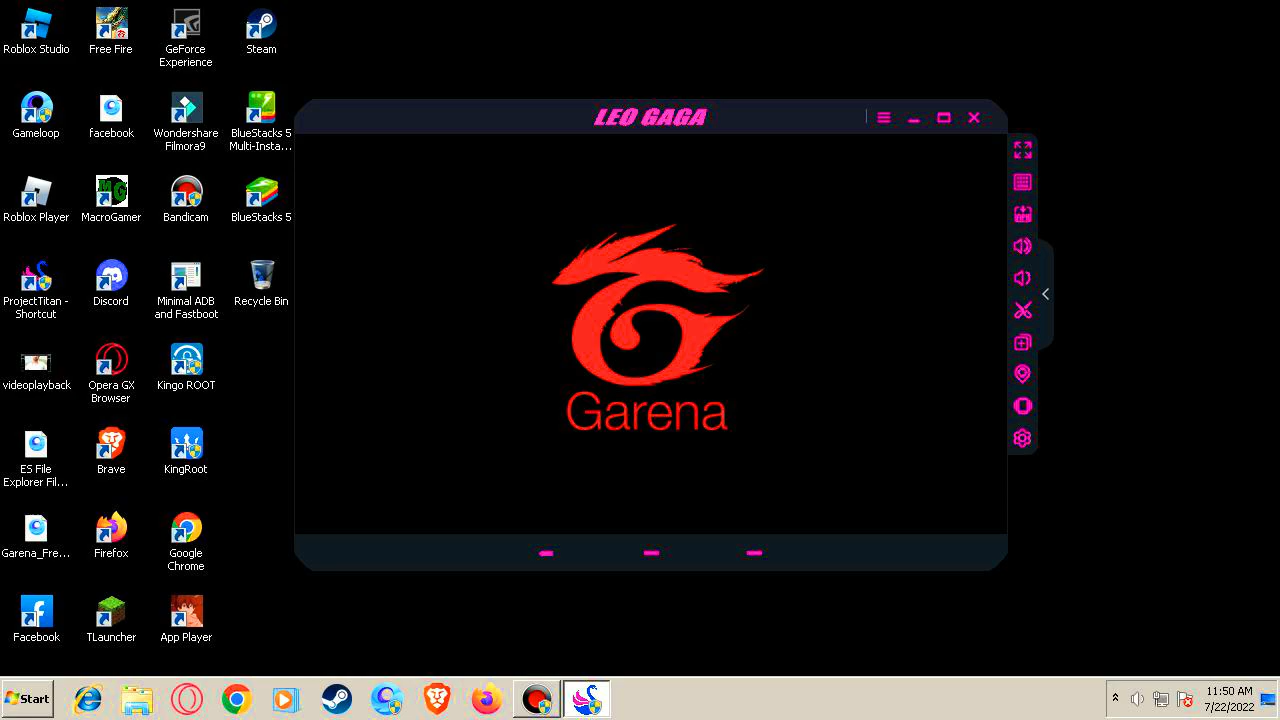 Roblox Studio
Free Fire
GeForce
Experience
Steam
LEO GAGA
Gameloop
facebook
Wondershare
Filmora9
BlueStacks 5
Multi-Insta...
Roblox Player
MacroGamer
MG
Bandicam
BlueStacks 5
ProjectTitan -
Shortcut
Discord
Minimal ADB
and Fastboot
Recycle Bin
videoplayback
Opera GX
Browser
Kingo ROOT
Garena
ES File
Explorer Fil...
Brave
KingRoot
Garena_Fre...
Firefox
Google
Chrome
Facebook
TLauncher
App Player
Start
11:50 AM
7/22/2022